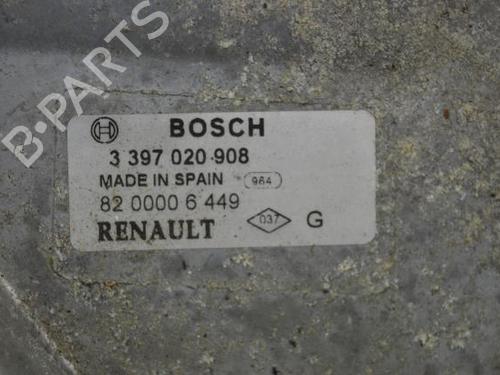 B-PARTS
BOSCH
3 397 020 908
MADE IN SPAIN 964
82 0000 6 449
RENAULT 037 G